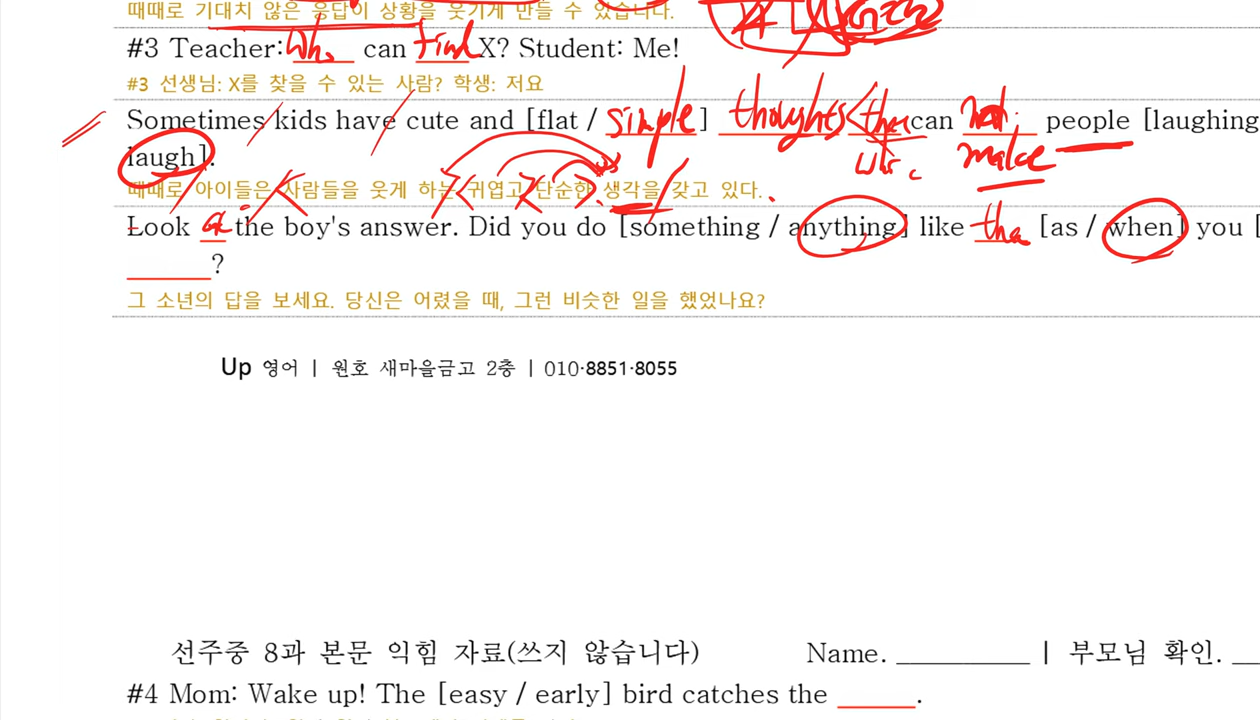 때때로 기대치 않은 응답이 상황을 웃기게 만들 수 있습니다.
#3 Teacher: Who can find X? Student: Me!
#3 선생님: X를 찾을 수 있는 사람? 학생: 저요
Sometimes kids have cute and [flat / simple] thoughts can people [laughing
make
laugh].
때때로 아이들은 사람들을 웃게 하는 귀엽고 단순한 생각을 갖고 있다.
Look at the boy's answer. Did you do [something / anything] like tha [as / when] you [
______?
그 소년의 답을 보세요. 당신은 어렸을 때, 그런 비슷한 일을 했었나요?
Up 영어 | 원호 새마을금고 2층 | 010·8851·8055
선주중 8과 본문 익힘 자료(쓰지 않습니다) Name. __________ | 부모님 확인. __
#4 Mom: Wake up! The [easy / early] bird catches the ______.